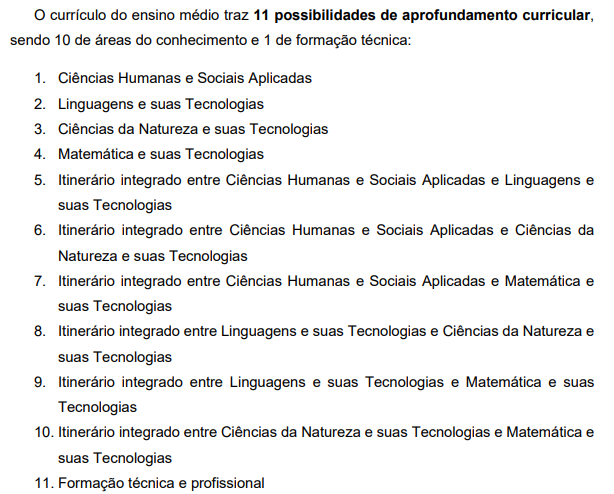 O currículo do ensino médio traz 11 possibilidades de aprofundamento curricular,
sendo 10 de áreas do conhecimento e 1 de formação técnica:
1. Ciências Humanas e Sociais Aplicadas
2. Linguagens e suas Tecnologias
3. Ciências da Natureza e suas Tecnologias
4. Matemática e suas Tecnologias
5. Itinerário integrado entre Ciências Humanas e Sociais Aplicadas e Linguagens e
suas Tecnologias
6. Itinerário integrado entre Ciências Humanas e Sociais Aplicadas e Ciências da
Natureza e suas Tecnologias
7. Itinerário integrado entre Ciências Humanas e Sociais Aplicadas e Matemática e
suas Tecnologias
8. Itinerário integrado entre Linguagens e suas Tecnologias e Ciências da Natureza e
suas Tecnologias
9. Itinerário integrado entre Linguagens e suas Tecnologias e Matemática e suas
Tecnologias
10. Itinerário integrado entre Ciências da Natureza e suas Tecnologias e Matemática e
suas Tecnologias
11. Formação técnica e profissional